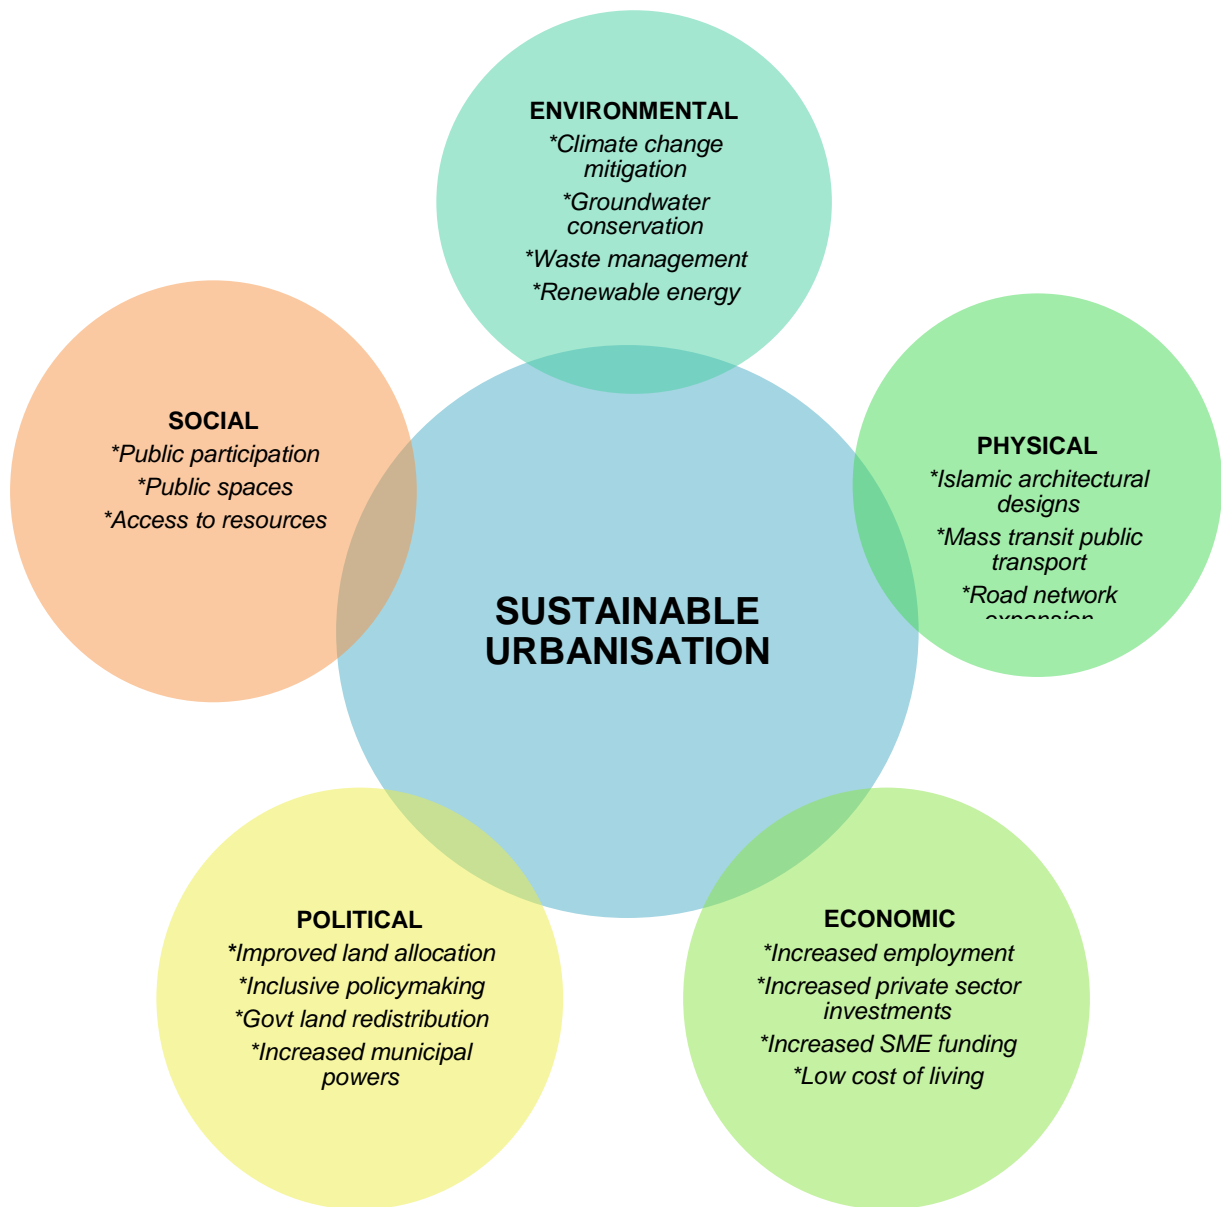 ENVIRONMENTAL
*Climate change
mitigation
*Groundwater
conservation
*Waste management
*Renewable energy
SOCIAL
*Public participation
*Public spaces
*Access to resources
PHYSICAL
*Islamic architectural
designs
*Mass transit public
transport
*Road network
expansion
SUSTAINABLE
URBANISATION
POLITICAL
*Improved land allocation
*Inclusive policymaking
*Govt land redistribution
*Increased municipal
powers
ECONOMIC
*Increased employment
*Increased private sector
investments
*Increased SME funding
*Low cost of living